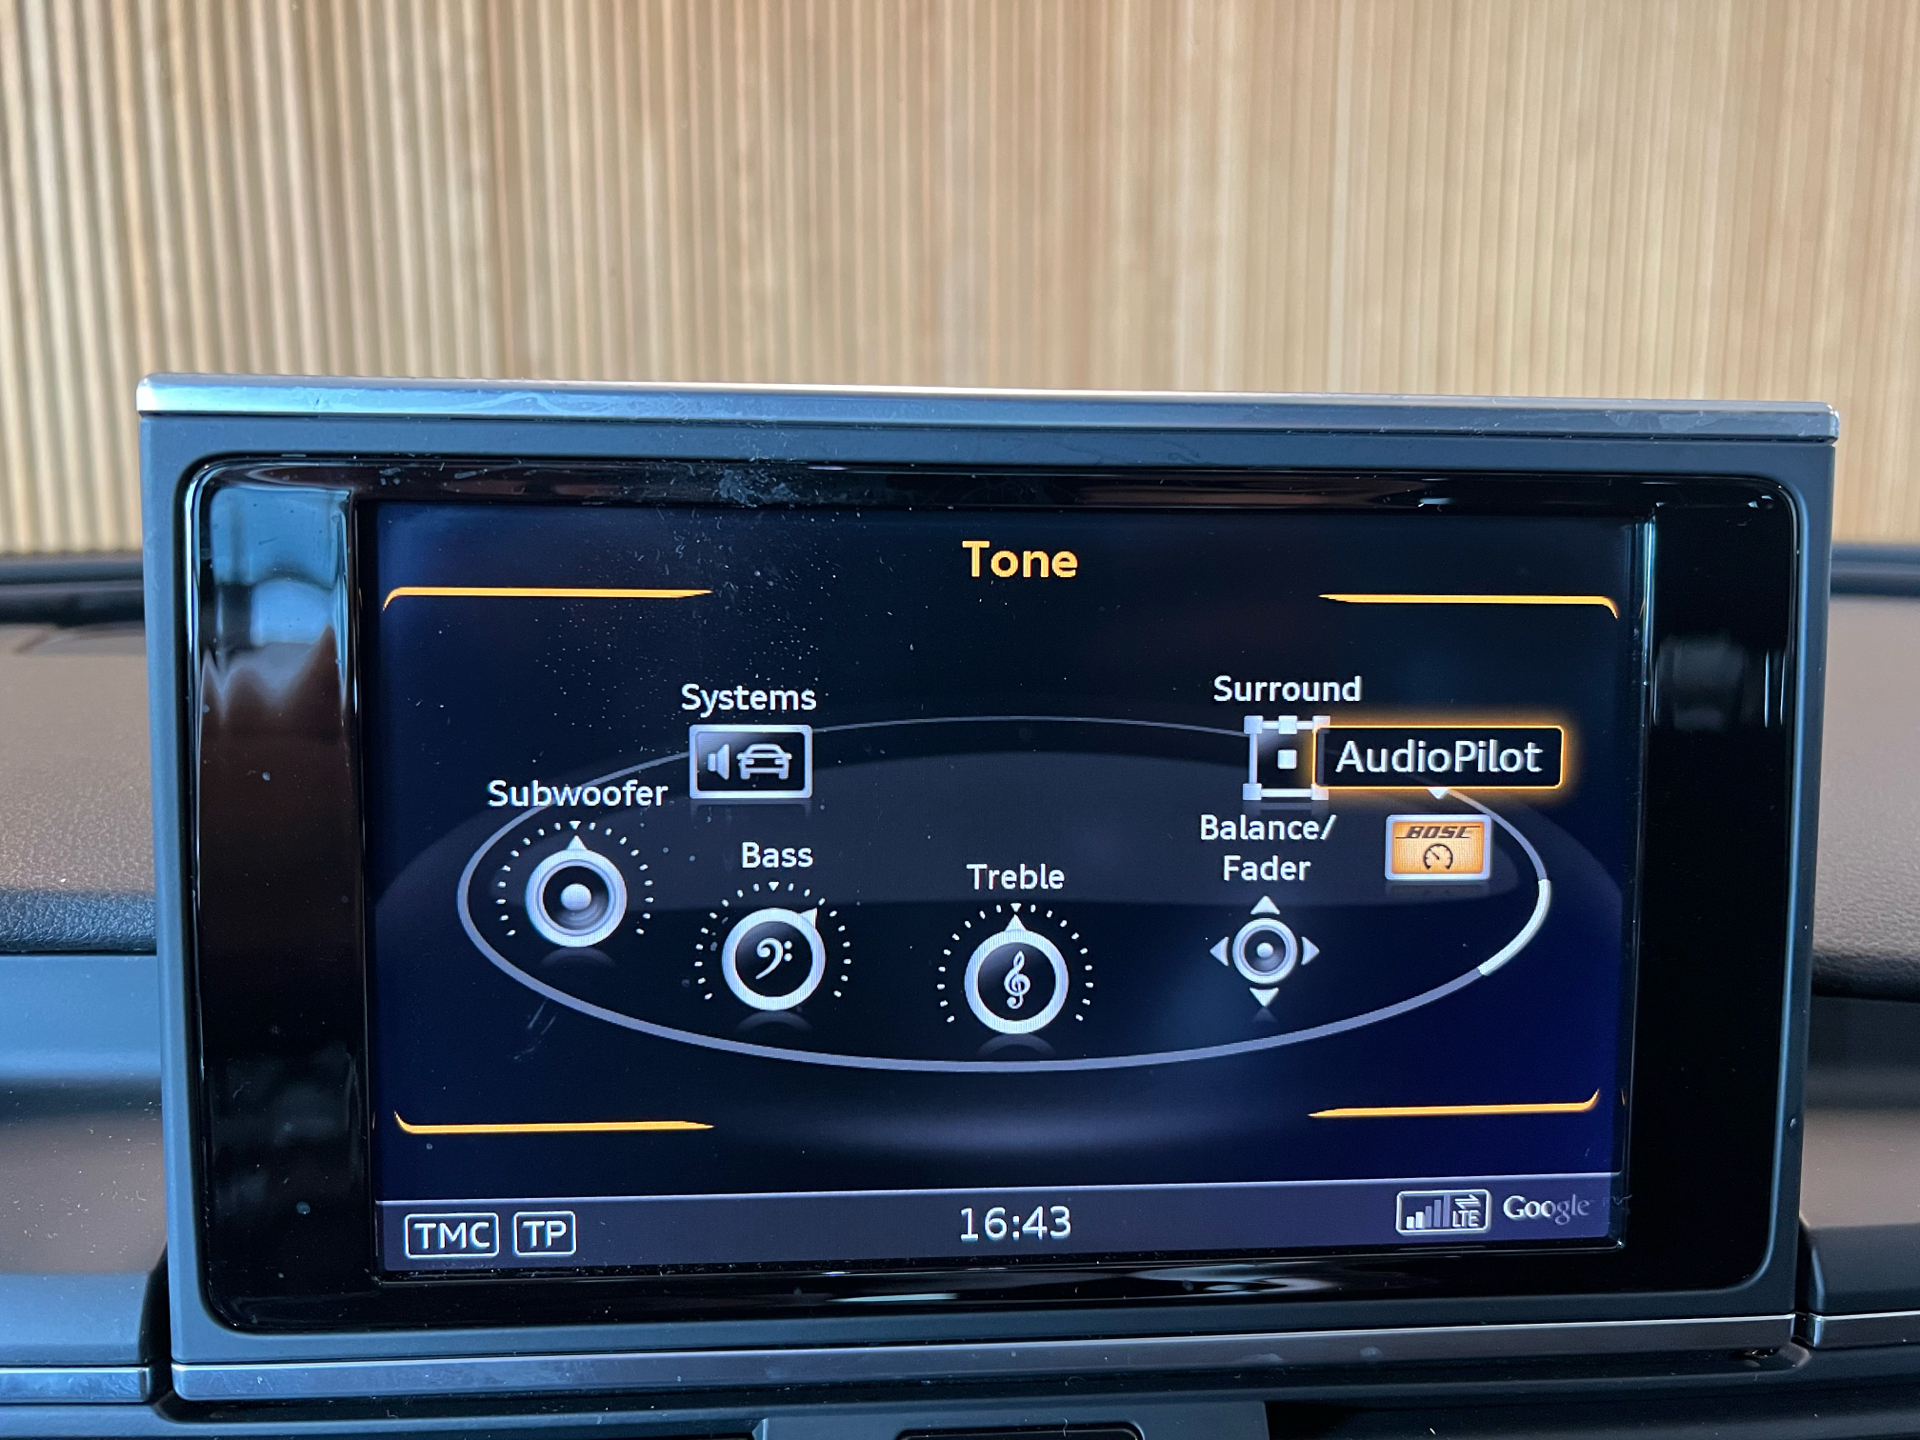 Tone
Systems
Surround
AudioPilot
Subwoofer
Bass
Treble
Balance/
Fader
BOSE
TMC TP
16:43
LTE
Google